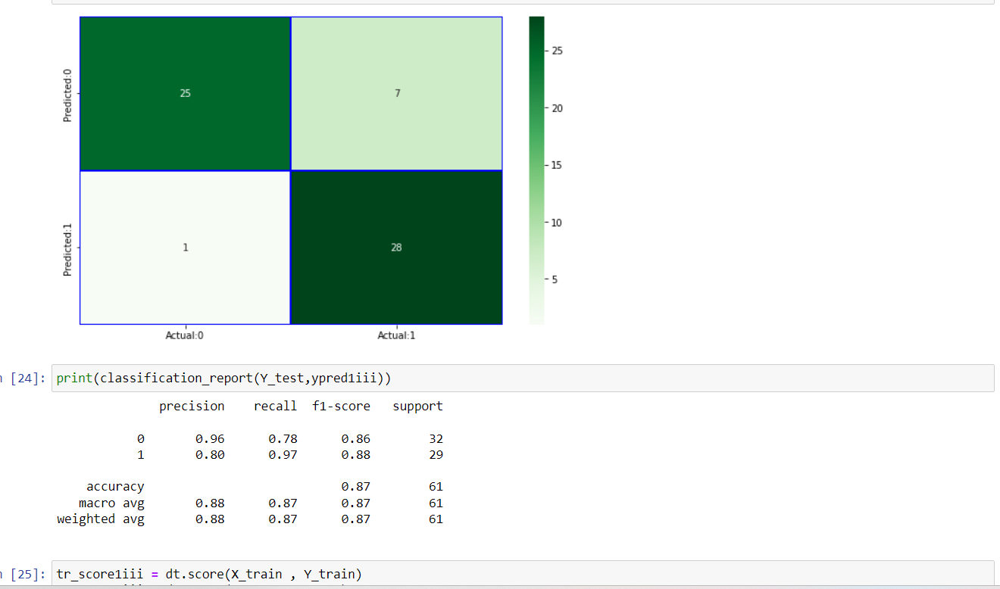 Predicted:0
25
7
25
20
15
10
5
Predicted:1
1
28
Actual:0
Actual:1
[24]:
print(classification_report(Y_test,ypred1iii))
precision recall f1-score support
0 0.96 0.78 0.86 32
1 0.80 0.97 0.88 29
accuracy 0.87 61
macro avg 0.88 0.87 0.87 61
weighted avg 0.88 0.87 0.87 61
[25]:
tr_score1iii = dt.score(X_train , Y_train)